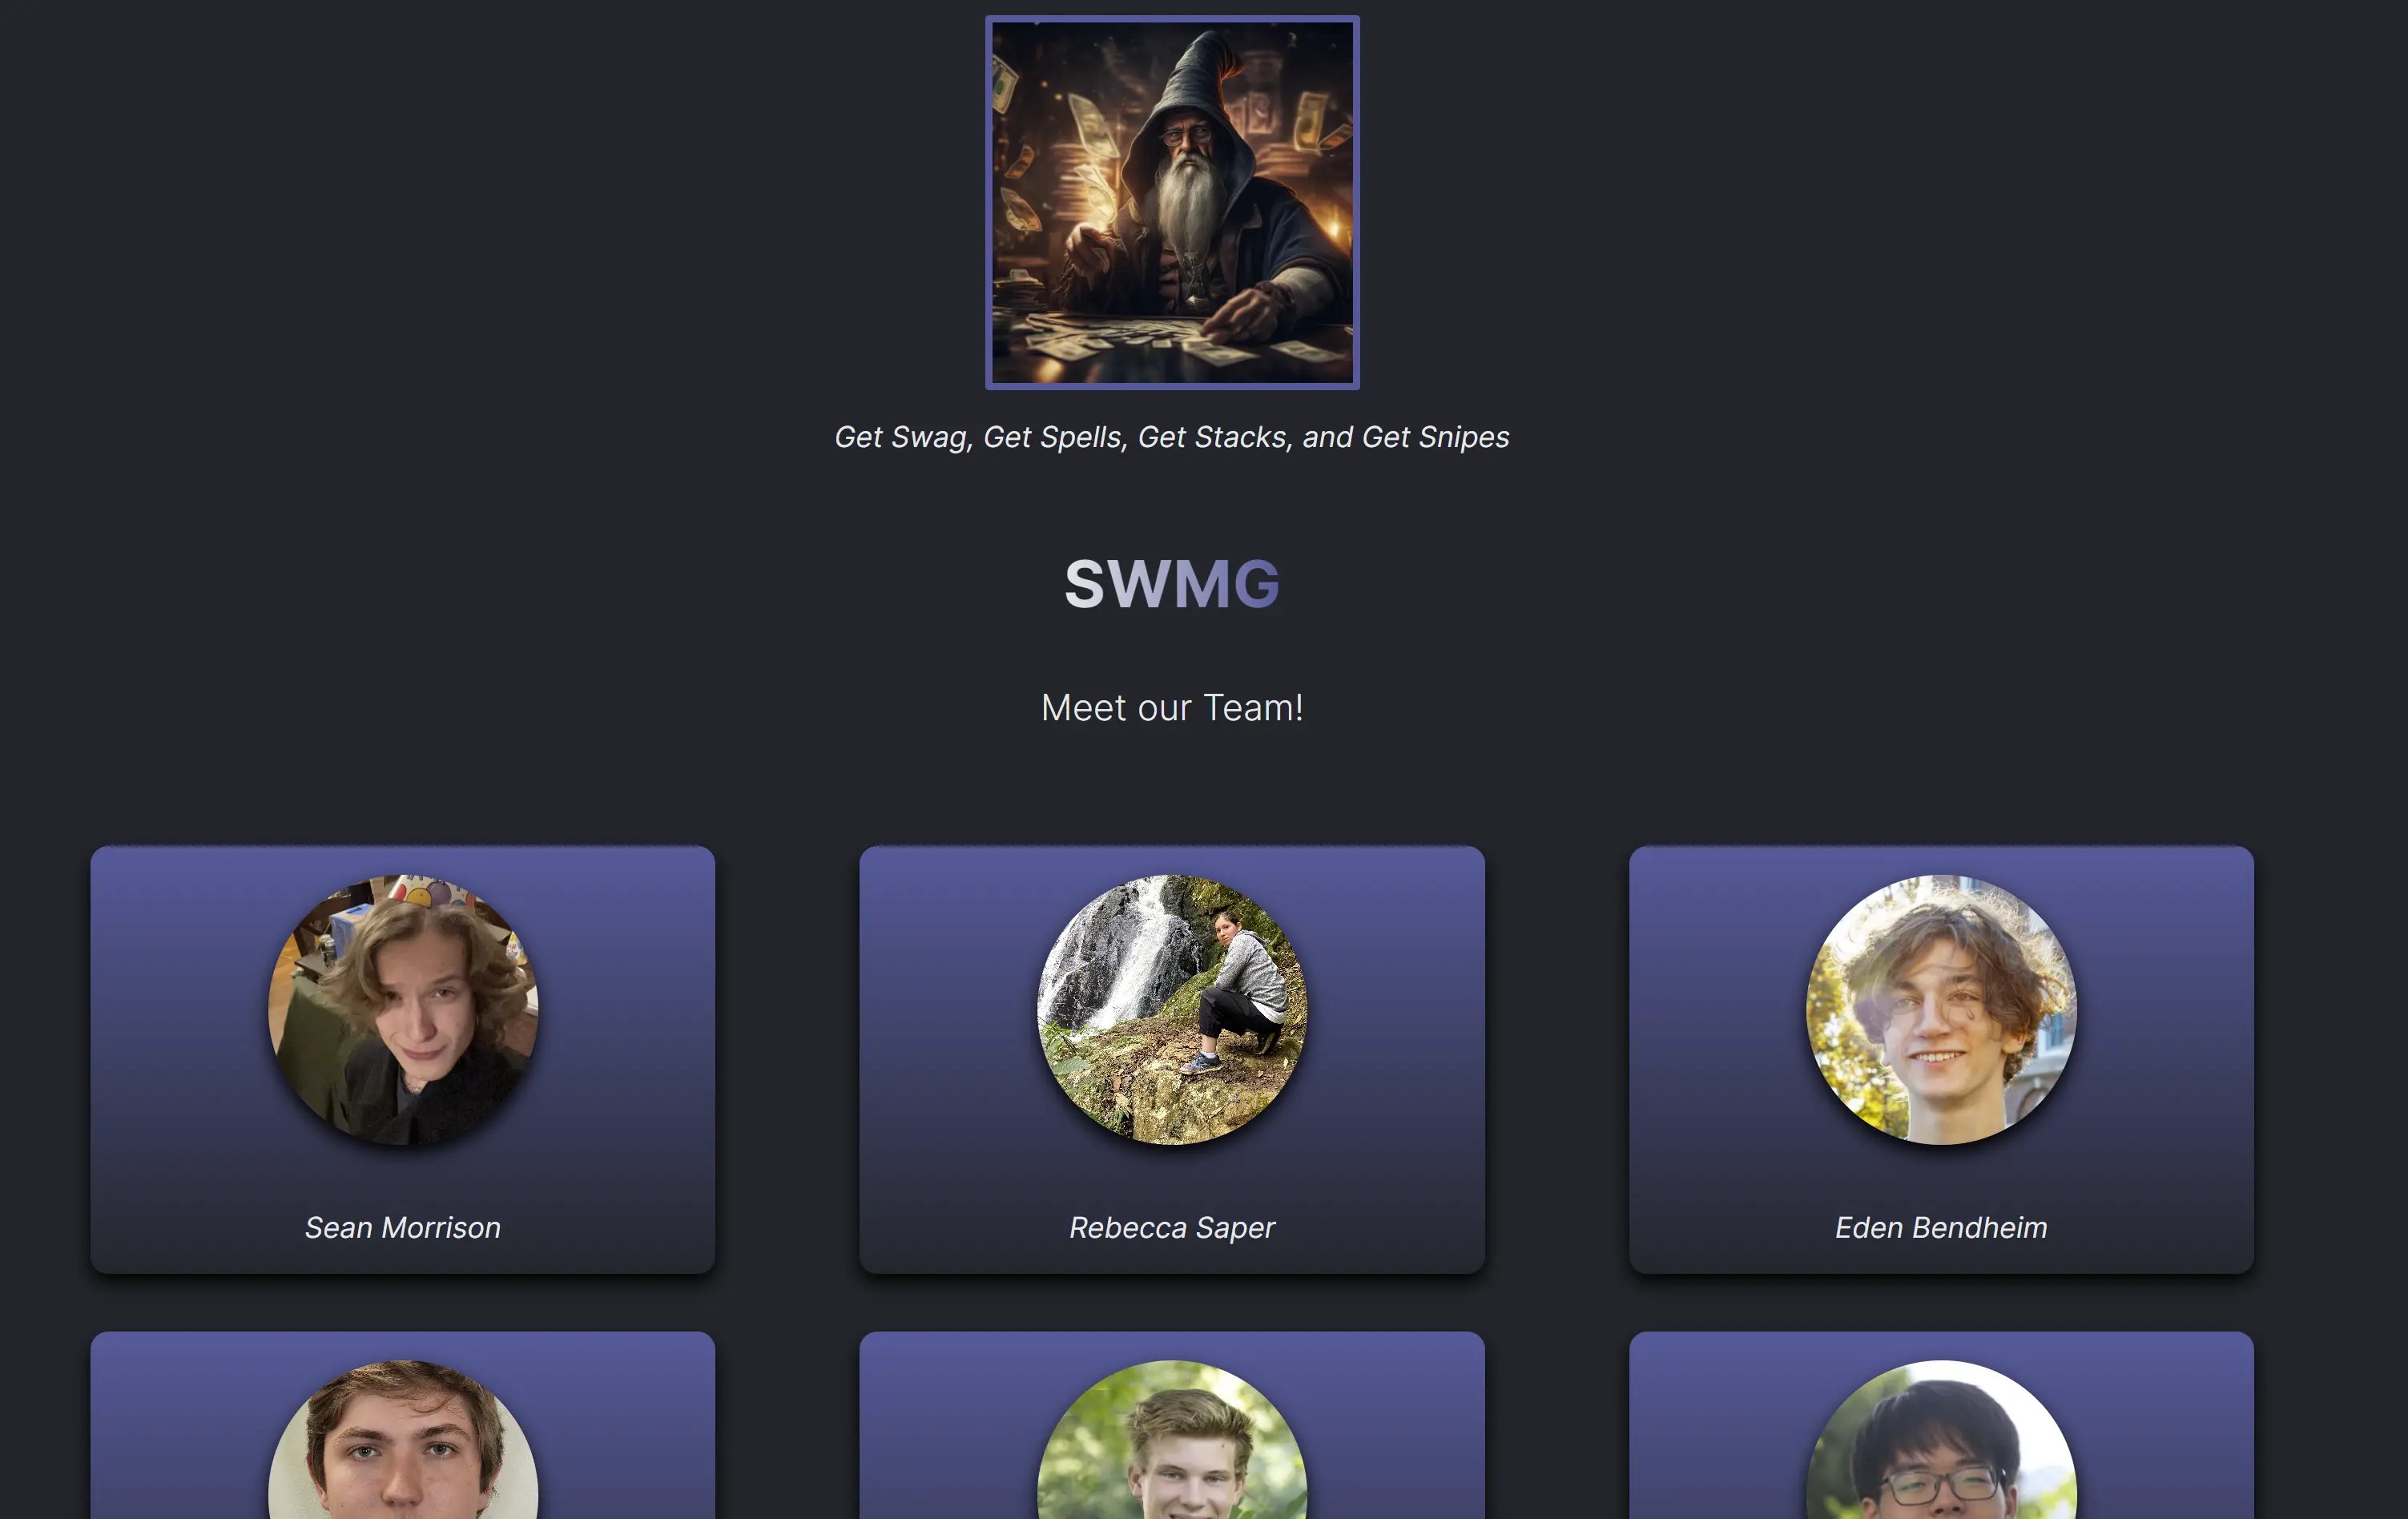 Get Swag, Get Spells, Get Stacks, and Get Snipes
SWMG
Meet our Team!
Sean Morrison
Rebecca Saper
Eden Bendheim